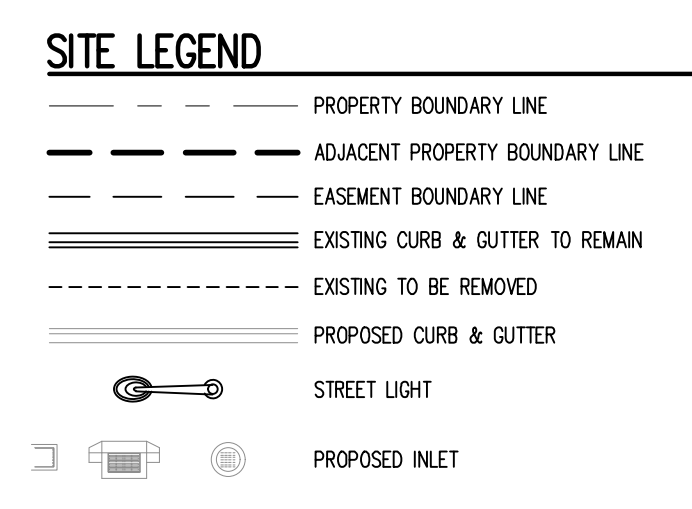 SITE LEGEND
PROPERTY BOUNDARY LINE
ADJACENT PROPERTY BOUNDARY LINE
EASEMENT BOUNDARY LINE
EXISTING CURB & GUTTER TO REMAIN
EXISTING TO BE REMOVED
PROPOSED CURB & GUTTER
STREET LIGHT
PROPOSED INLET